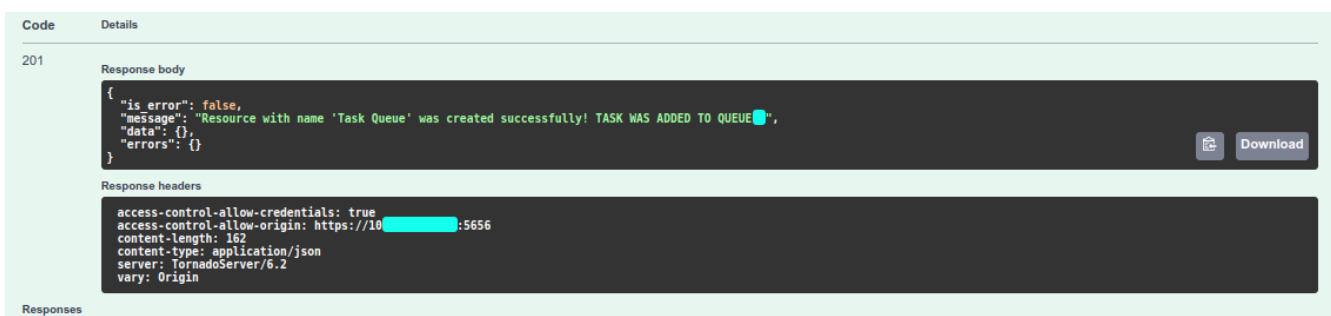 Code Details
201
Response body
{
"is_error": false,
"message": "Resource with name 'Task Queue' was created successfully! TASK WAS ADDED TO QUEUE ",
"data": {},
"errors": {}
}
Download
Response headers
access-control-allow-credentials: true
access-control-allow-origin: https://10 :5656
content-length: 162
content-type: application/json
server: TornadoServer/6.2
vary: Origin
Responses